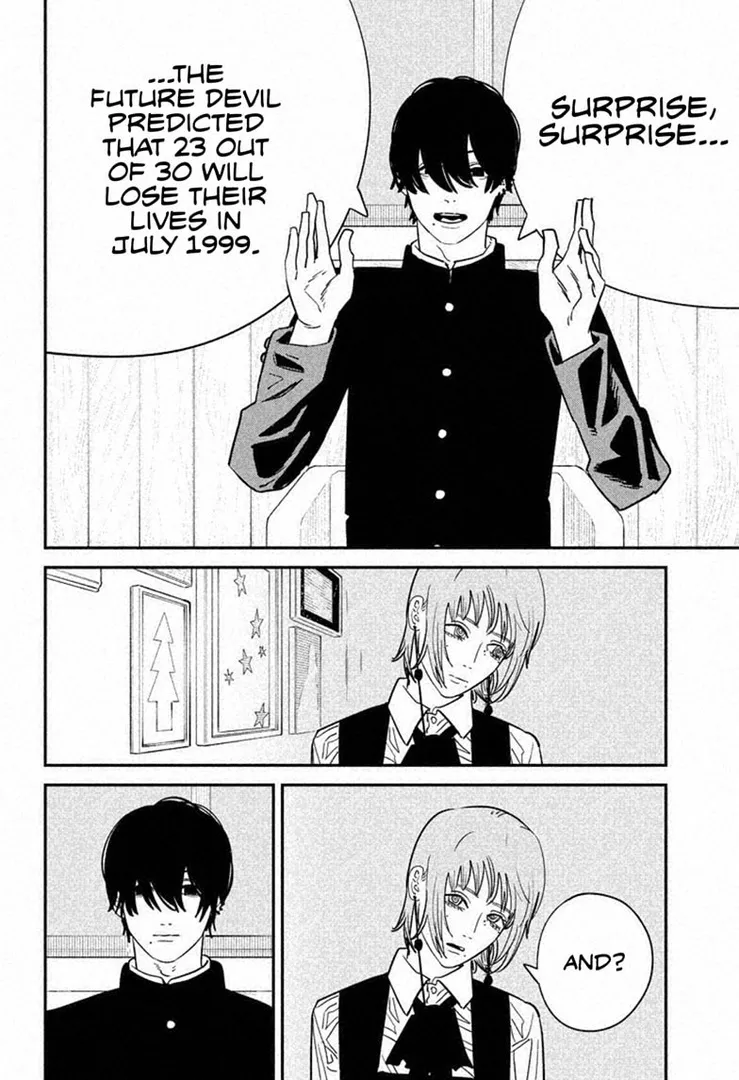 SURPRISE,
SURPRISE...
...THE
FUTURE DEVIL
PREDICTED
THAT 23 OUT
OF 30 WILL
LOSE THEIR
LIVES IN
JULY 1999.
AND?